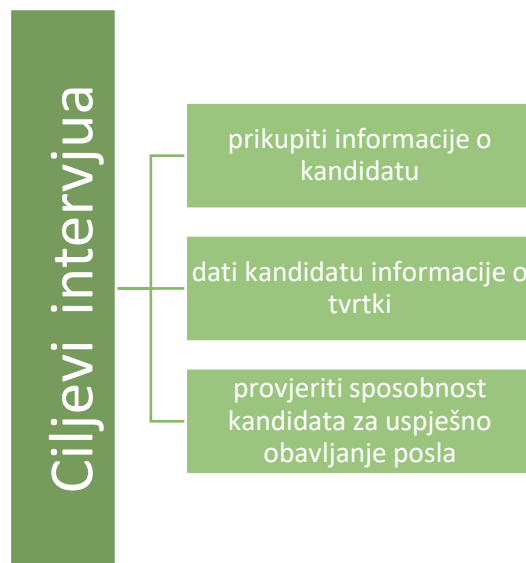 Ciljevi intervjua
prikupiti informacije o
kandidatu
dati kandidatu informacije o
tvrtki
provjeriti sposobnost
kandidata za uspješno
obavljanje posla